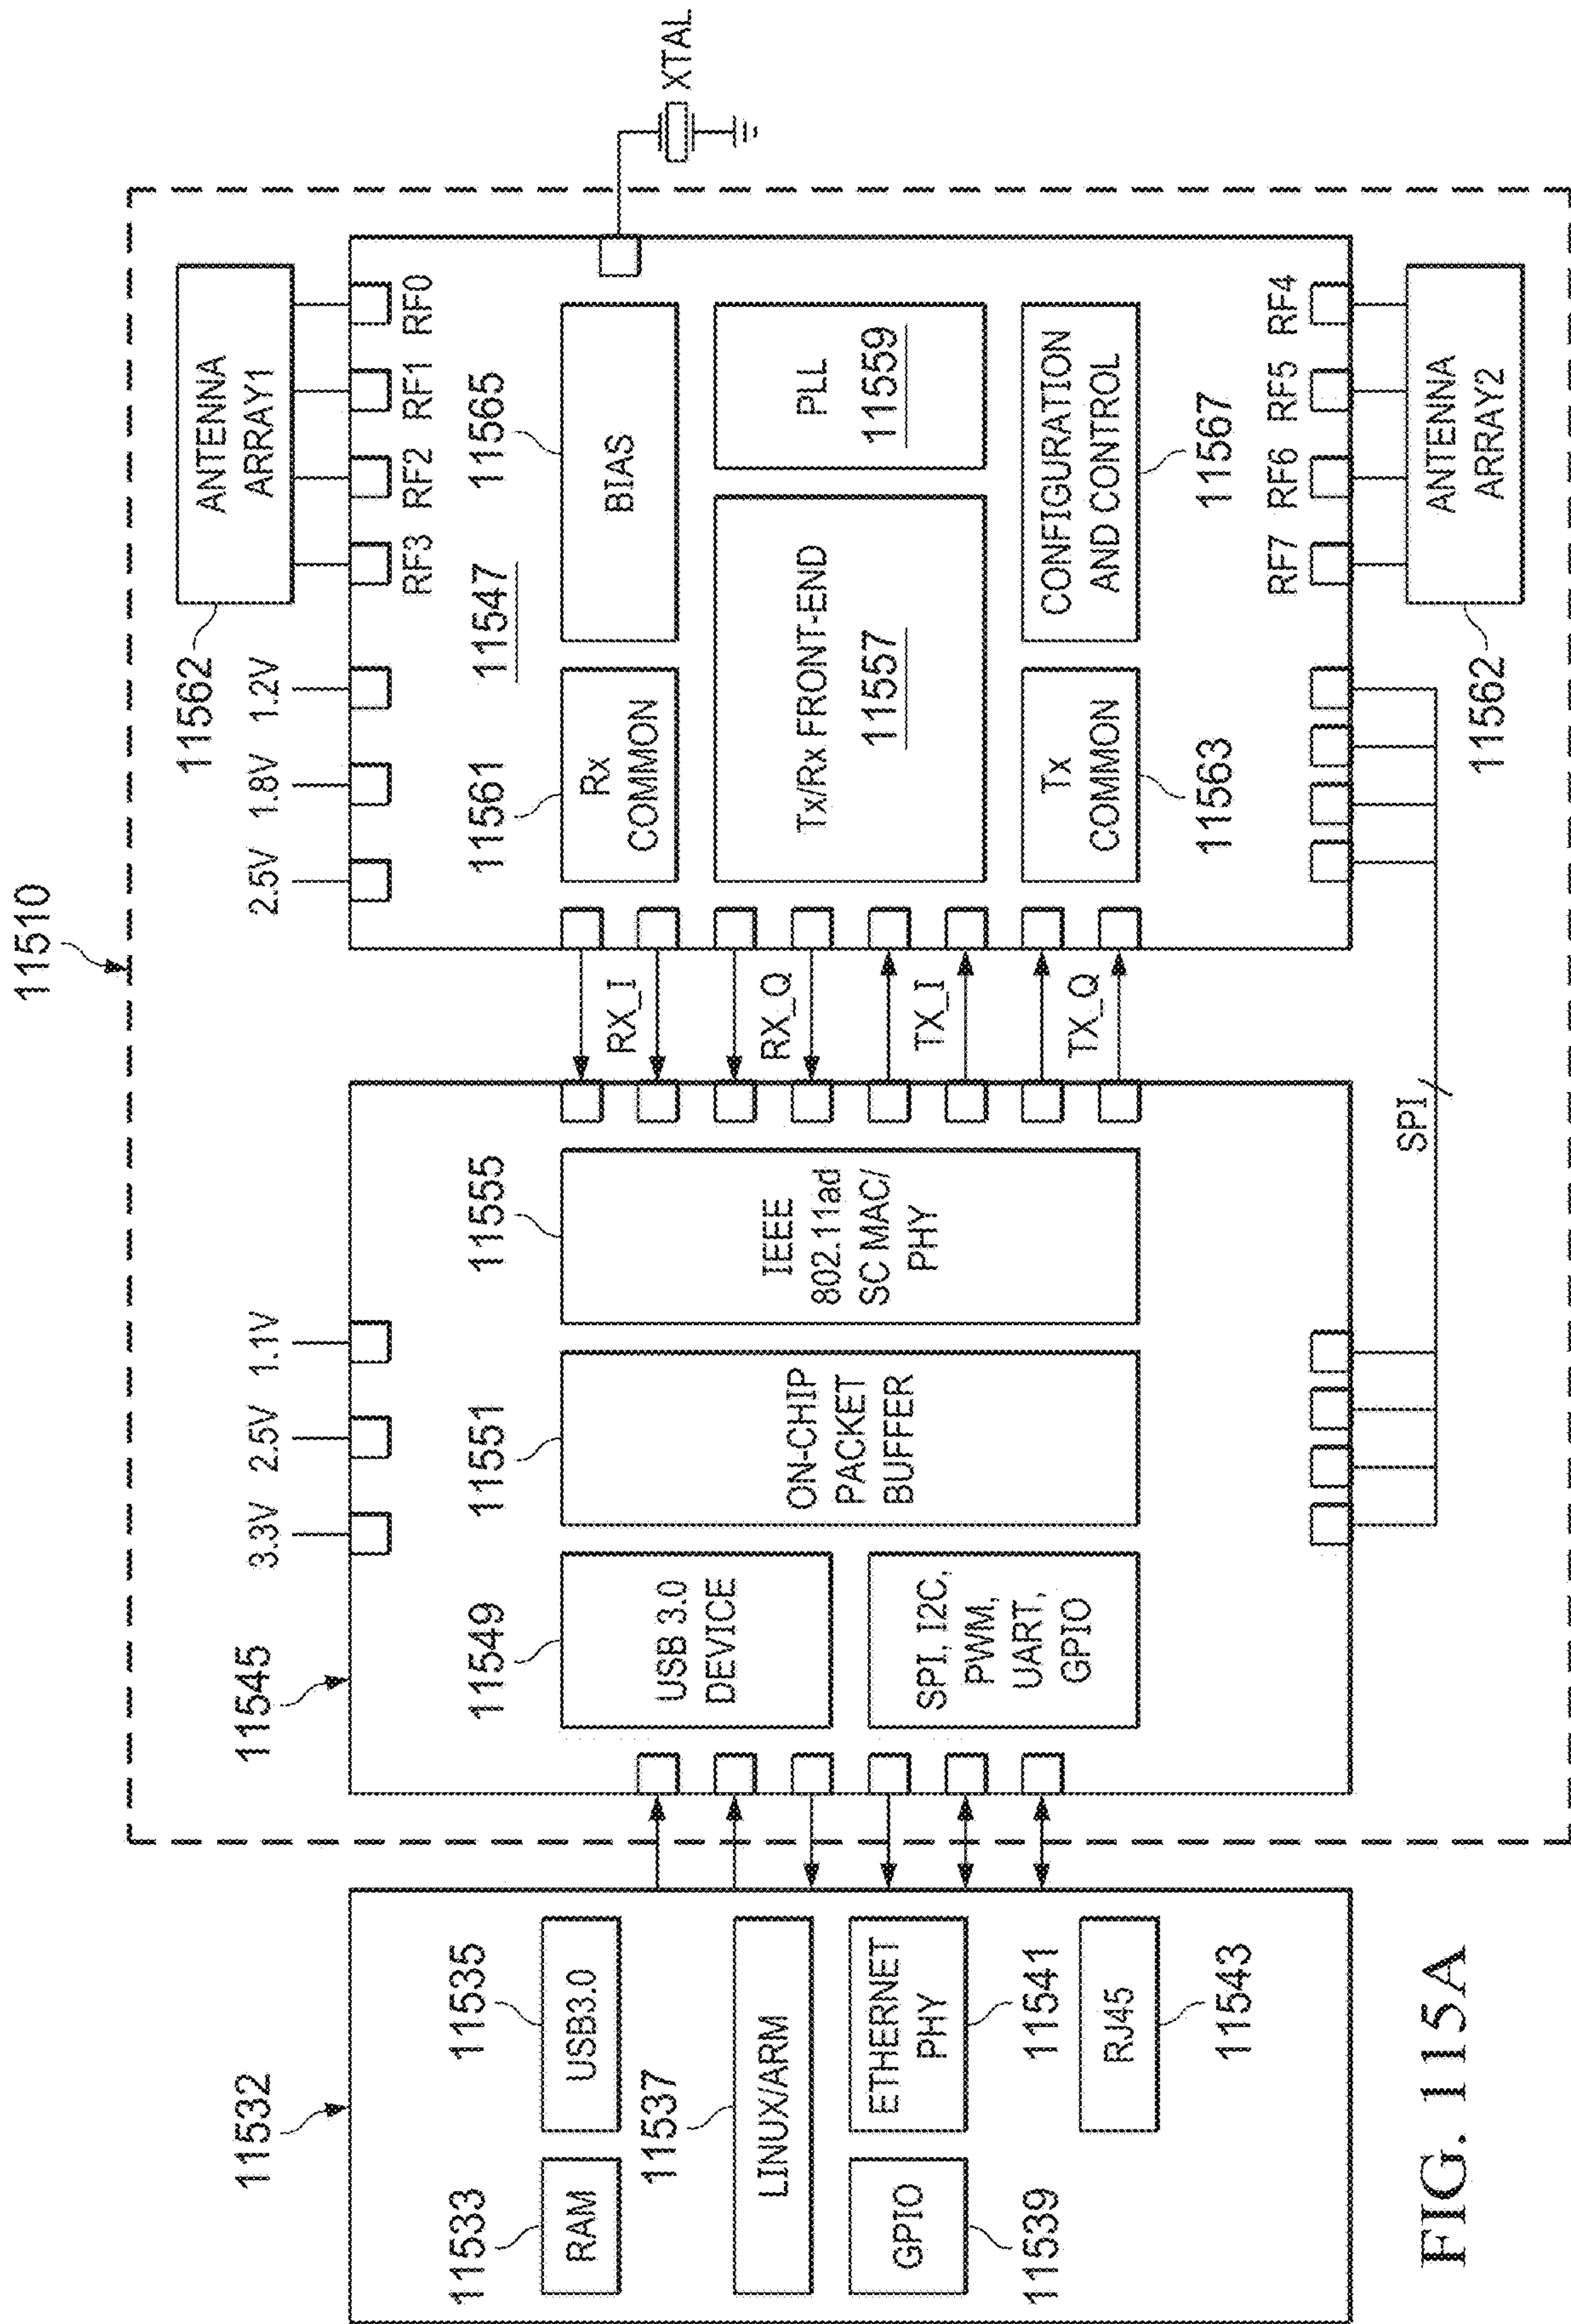 11510
11532
11533
RAM
11535
USB3.0
11537
LINUX/ARM
GPIO
11539
ETHERNET
PHY
11541
RJ45
11543
11545
3.3V
2.5V
1.1V
11549
USB 3.0
DEVICE
SPI, I2C,
PWM,
UART,
GPIO
11551
ON-CHIP
PACKET
BUFFER
11555
IEEE
802.11ad
SC MAC/
PHY
RX_I
RX_Q
TX_I
TX_Q
SPI
2.5V
1.8V
1.2V
11562
ANTENNA
ARRAY1
RF3
RF2
RF1
RF0
11547
11561
Rx
COMMON
11565
BIAS
Tx/Rx FRONT-END
11557
PLL
11559
Tx
COMMON
11563
CONFIGURATION
AND CONTROL
11567
RF7
RF6
RF5
RF4
11562
ANTENNA
ARRAY2
XTAL
FIG. 115A